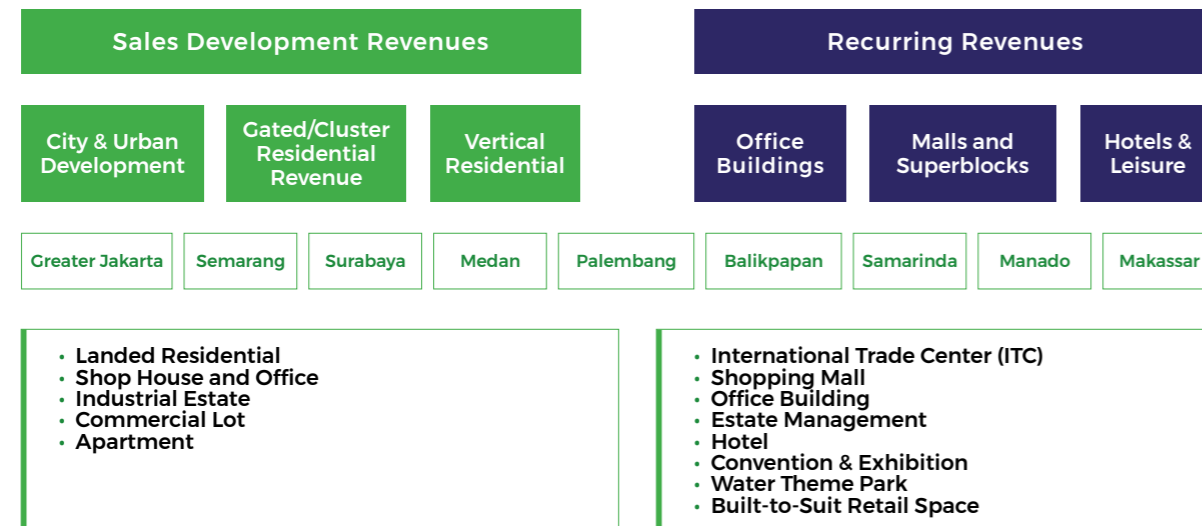 Sales Development Revenues
Recurring Revenues
City & Urban
Development
Gated/Cluster
Residential
Revenue
Vertical
Residential
Office
Buildings
Malls and
Superblocks
Hotels &
Leisure
Greater Jakarta
Semarang
Surabaya
Medan
Palembang
Balikpapan
Samarinda
Manado
Makassar
• Landed Residential
• Shop House and Office
• Industrial Estate
• Commercial Lot
• Apartment
• International Trade Center (ITC)
• Shopping Mall
• Office Building
• Estate Management
• Hotel
• Convention & Exhibition
• Water Theme Park
• Built-to-Suit Retail Space